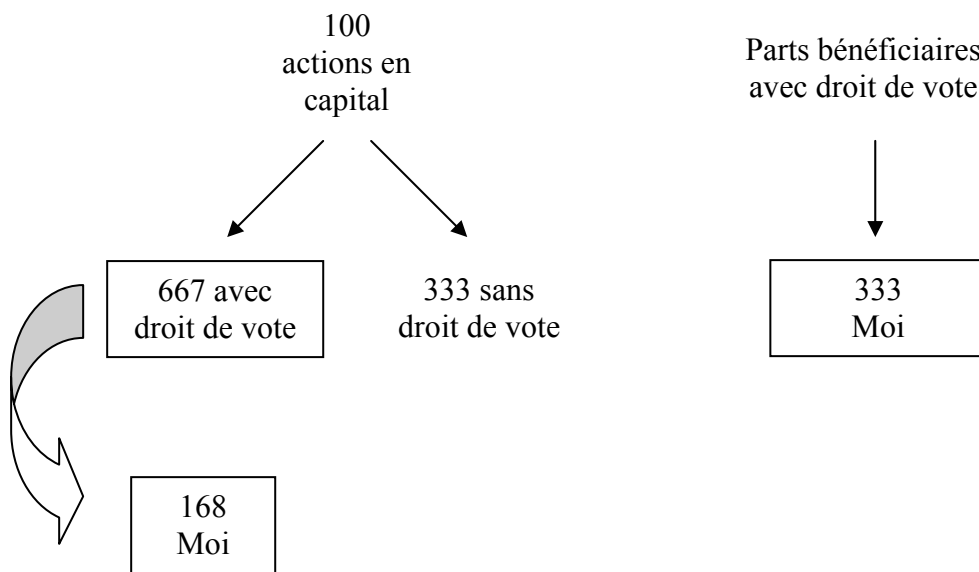 100
actions en
capital
Parts bénéficiaires
avec droit de vote
667 avec
droit de vote
333 sans
droit de vote
333
Moi
168
Moi